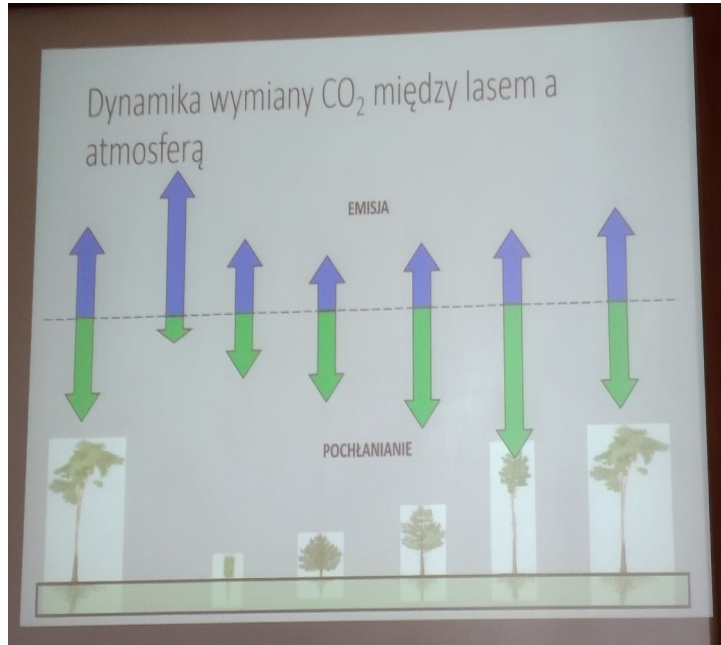 Dynamika wymiany CO₂ między lasem a
atmosferą
EMISJA
POCHŁANIANIE